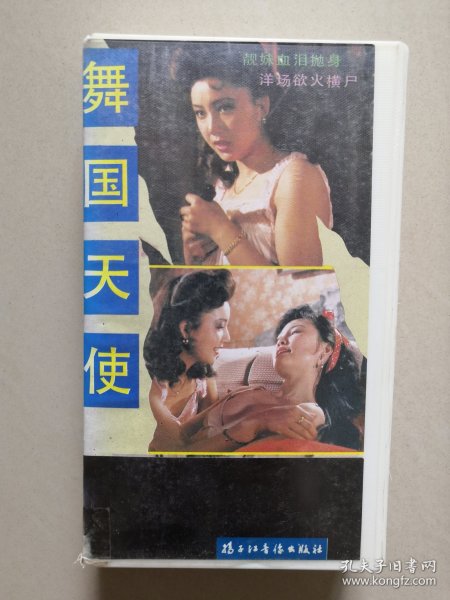 舞国天使
靓妹血泪抛身
洋场欲火横尸
扬子江音像出版社
孔夫子旧书网
www.kongfz.com